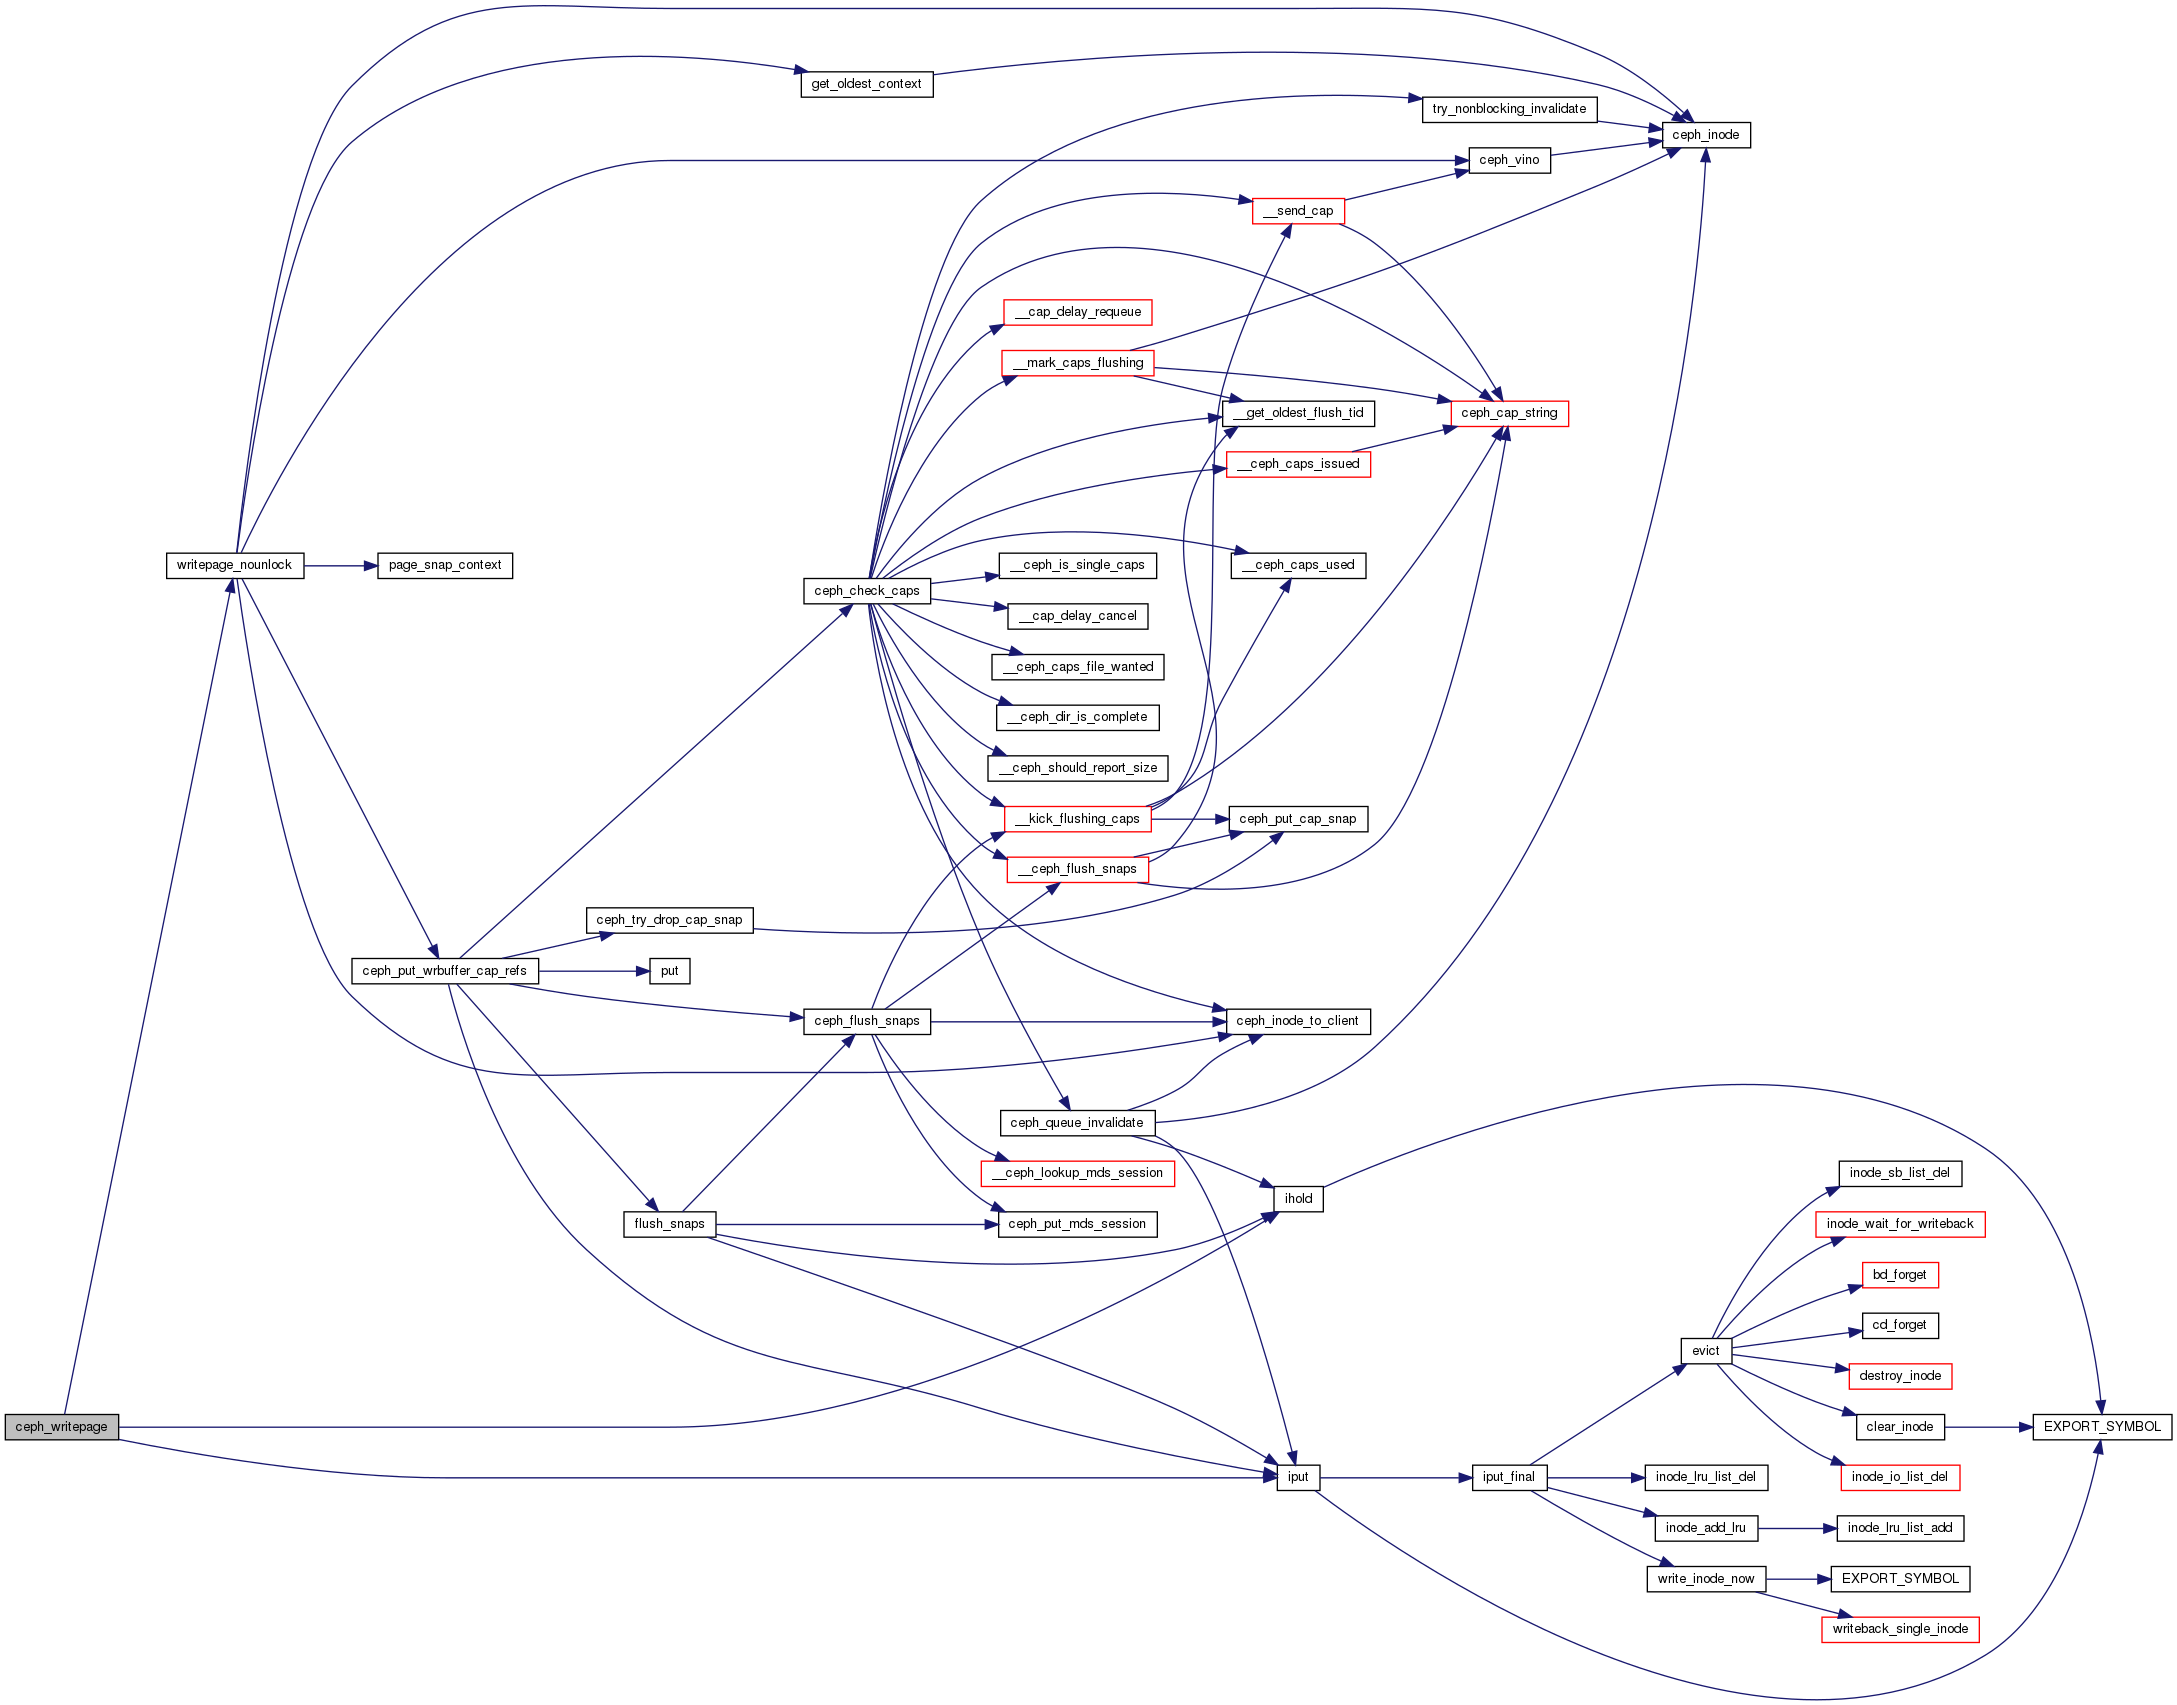 get_oldest_context
try_nonblocking_invalidate
ceph_inode
ceph_vino
__send_cap
__cap_delay_requeue
__mark_caps_flushing
__get_oldest_flush_tid
ceph_cap_string
__ceph_caps_issued
writepage_nounlock
page_snap_context
ceph_check_caps
__ceph_is_single_caps
__ceph_caps_used
__cap_delay_cancel
__ceph_caps_file_wanted
__ceph_dir_is_complete
__ceph_should_report_size
__kick_flushing_caps
ceph_put_cap_snap
__ceph_flush_snaps
ceph_try_drop_cap_snap
ceph_put_wrbuffer_cap_refs
put
ceph_flush_snaps
ceph_inode_to_client
ceph_queue_invalidate
__ceph_lookup_mds_session
ihold
inode_sb_list_del
flush_snaps
ceph_put_mds_session
inode_wait_for_writeback
bd_forget
cd_forget
evict
destroy_inode
ceph_writepage
clear_inode
EXPORT_SYMBOL
iput
iput_final
inode_lru_list_del
inode_io_list_del
inode_add_lru
inode_lru_list_add
write_inode_now
EXPORT_SYMBOL
writeback_single_inode